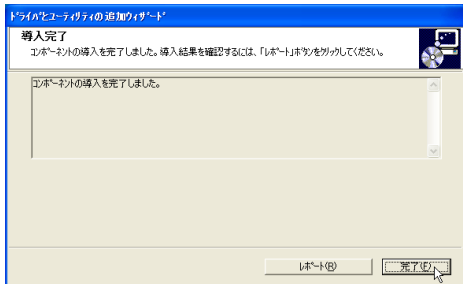 ﾄﾞﾗｲﾊﾞとﾕｰﾃｨﾘﾃｨの追加ｳｨｻﾞｰﾄﾞ
導入完了
ｺﾝﾎﾟｰﾈﾝﾄの導入を完了しました。導入結果を確認するには、「ﾚﾎﾟｰﾄ」ﾎﾞﾀﾝをｸﾘｯｸしてください。
ｺﾝﾎﾟｰﾈﾝﾄの導入を完了しました。
ﾚﾎﾟｰﾄ(R)
完了(F)